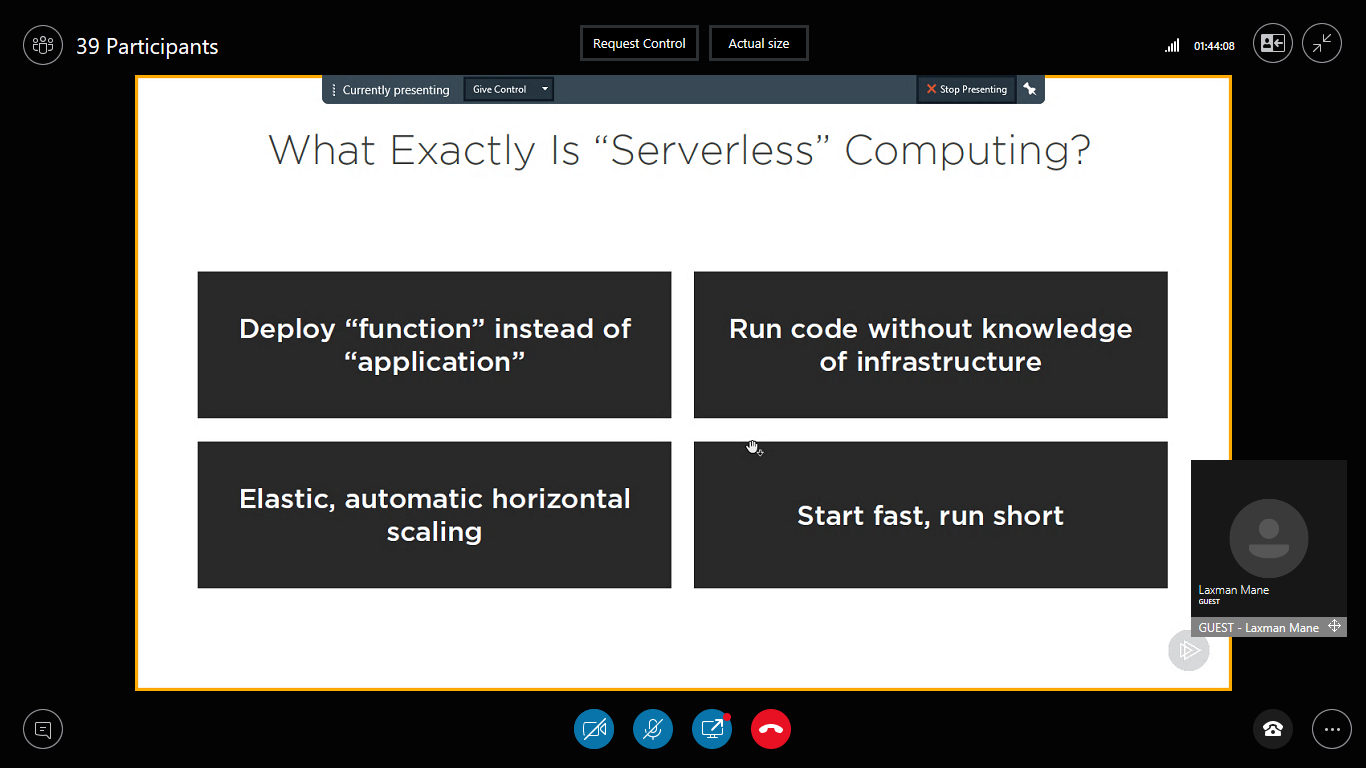 39 Participants
Request Control
Actual size
01:44:08
Currently presenting
Give Control
Stop Presenting
What Exactly Is “Serverless” Computing?
Deploy “function” instead of
“application”
Run code without knowledge
of infrastructure
Elastic, automatic horizontal
scaling
Start fast, run short
Laxman Mane
GUEST
GUEST - Laxman Mane